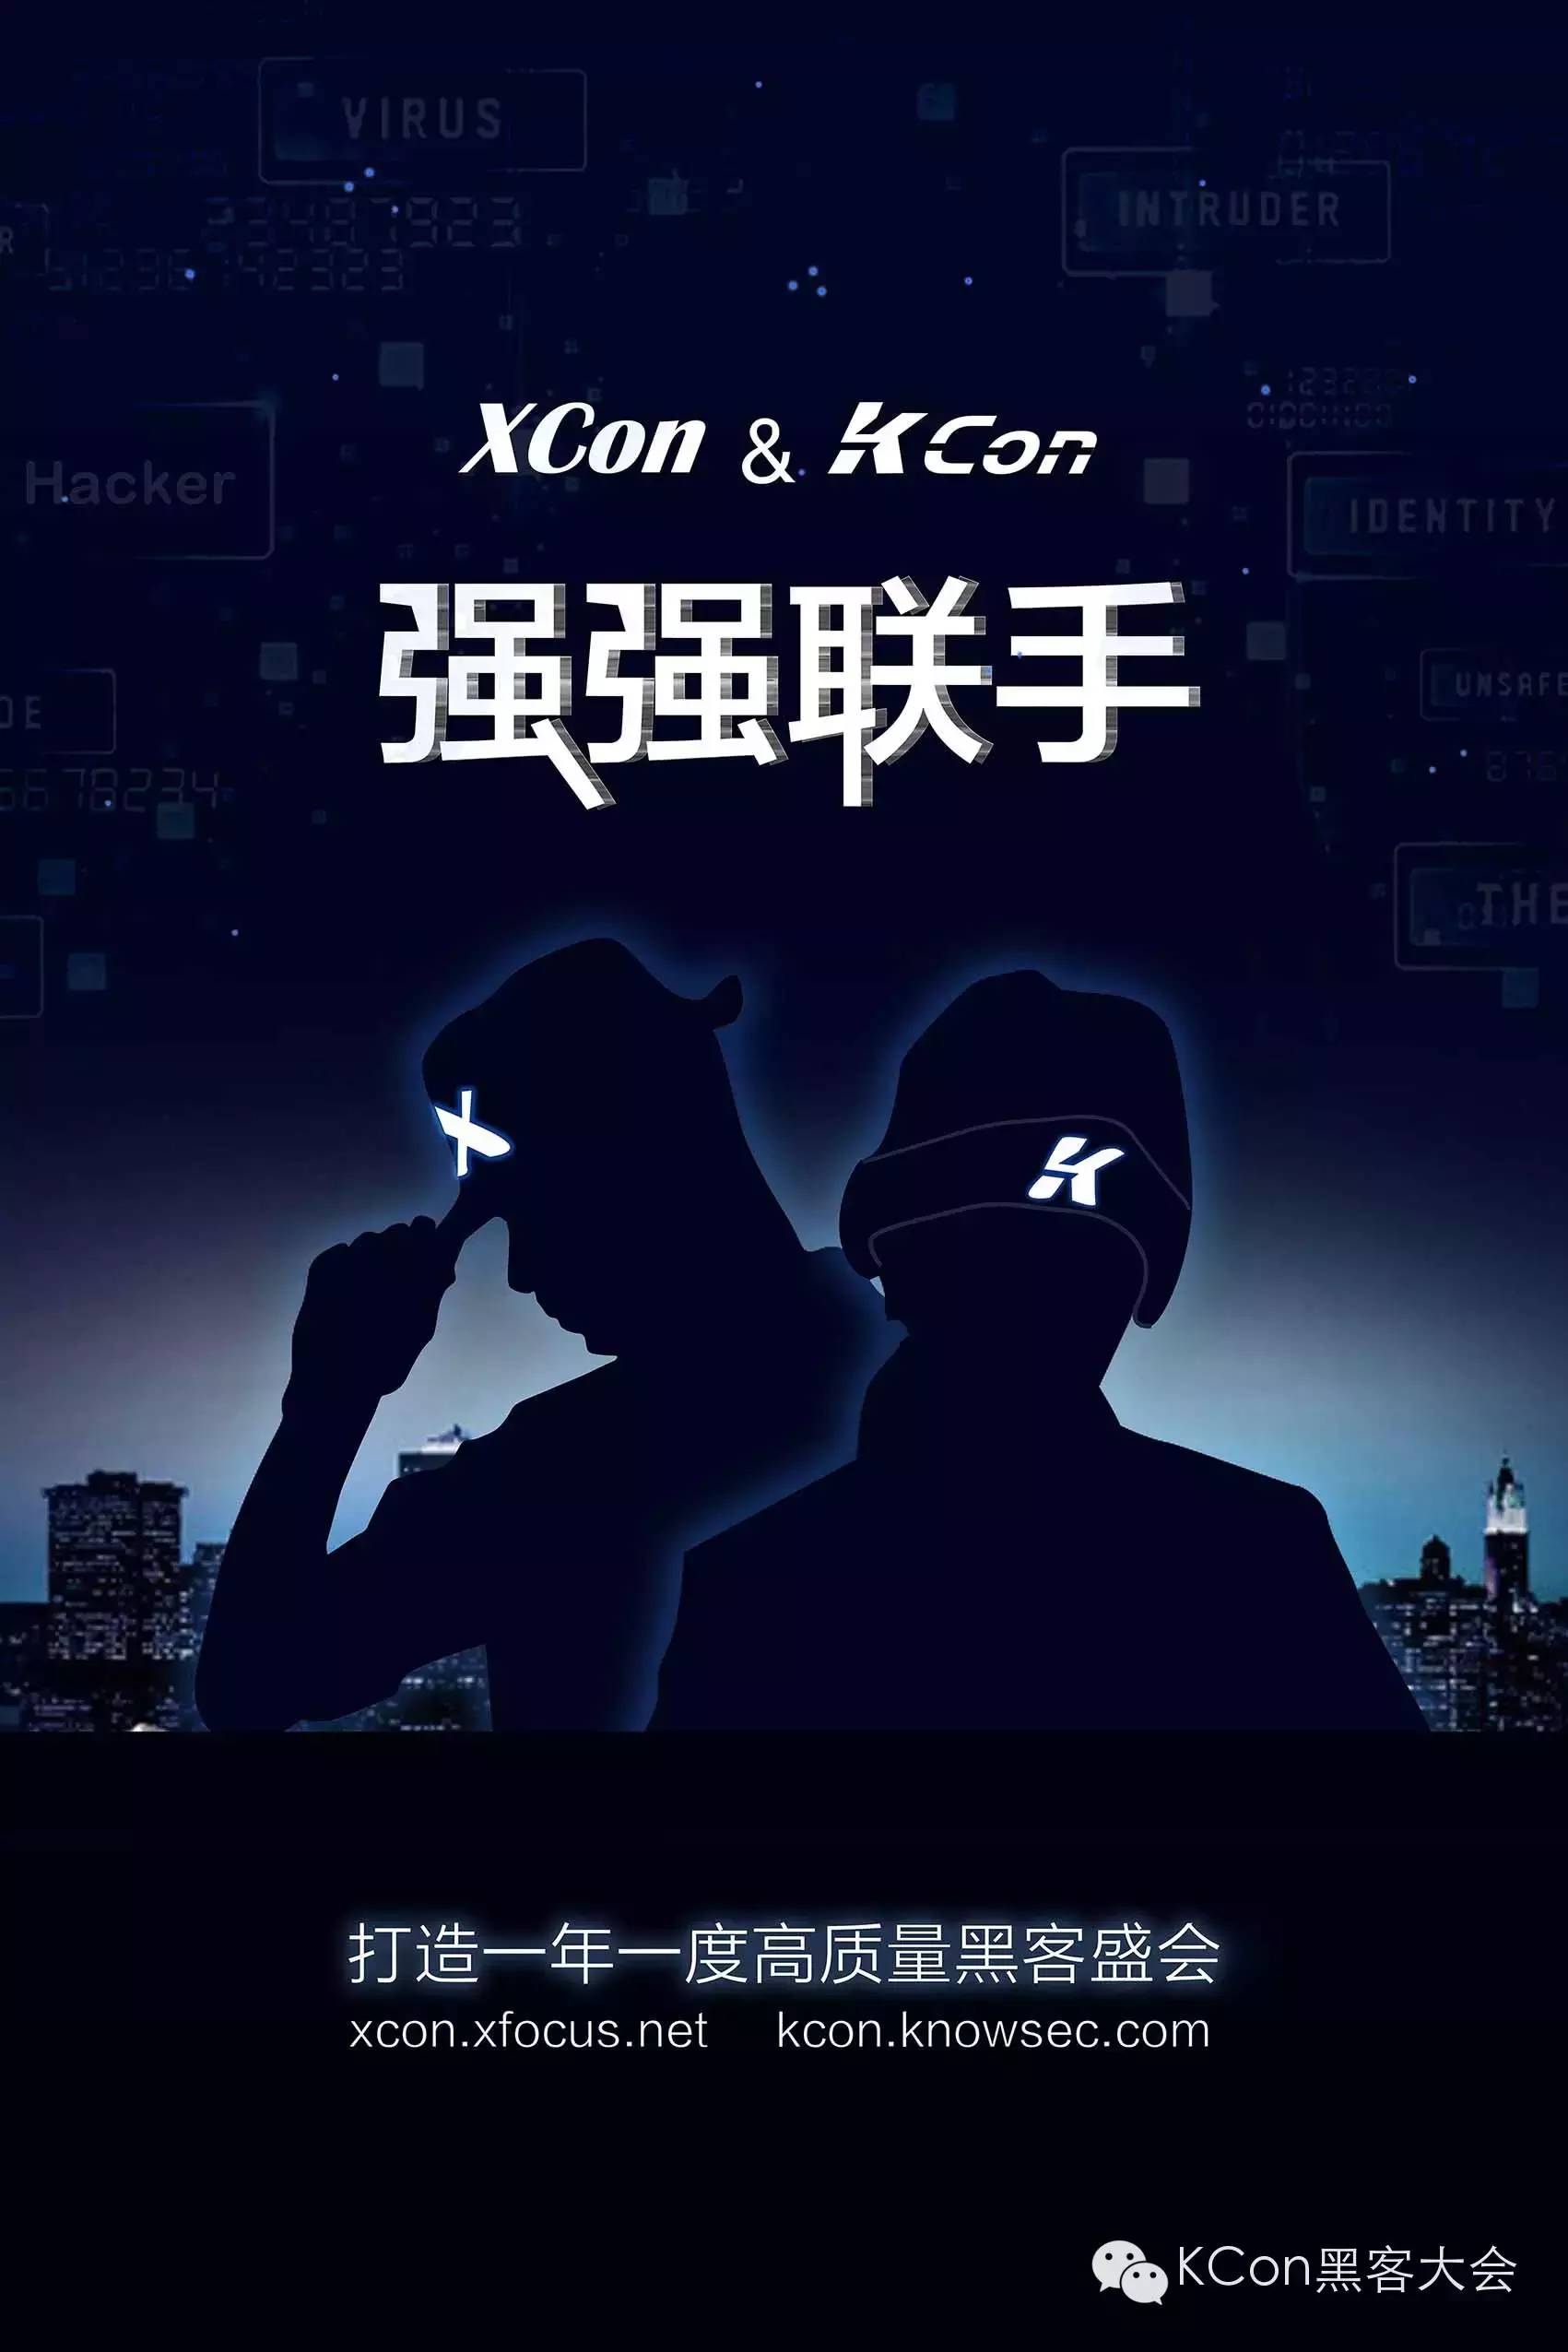 VIRUS
INTRUDER
XCon & KCon
Hacker
IDENTITY
强强联手
UNSAFE
X
K
打造一年一度高质量黑客盛会
xcon.xfocus.net kcon.knowsec.com
KCon黑客大会